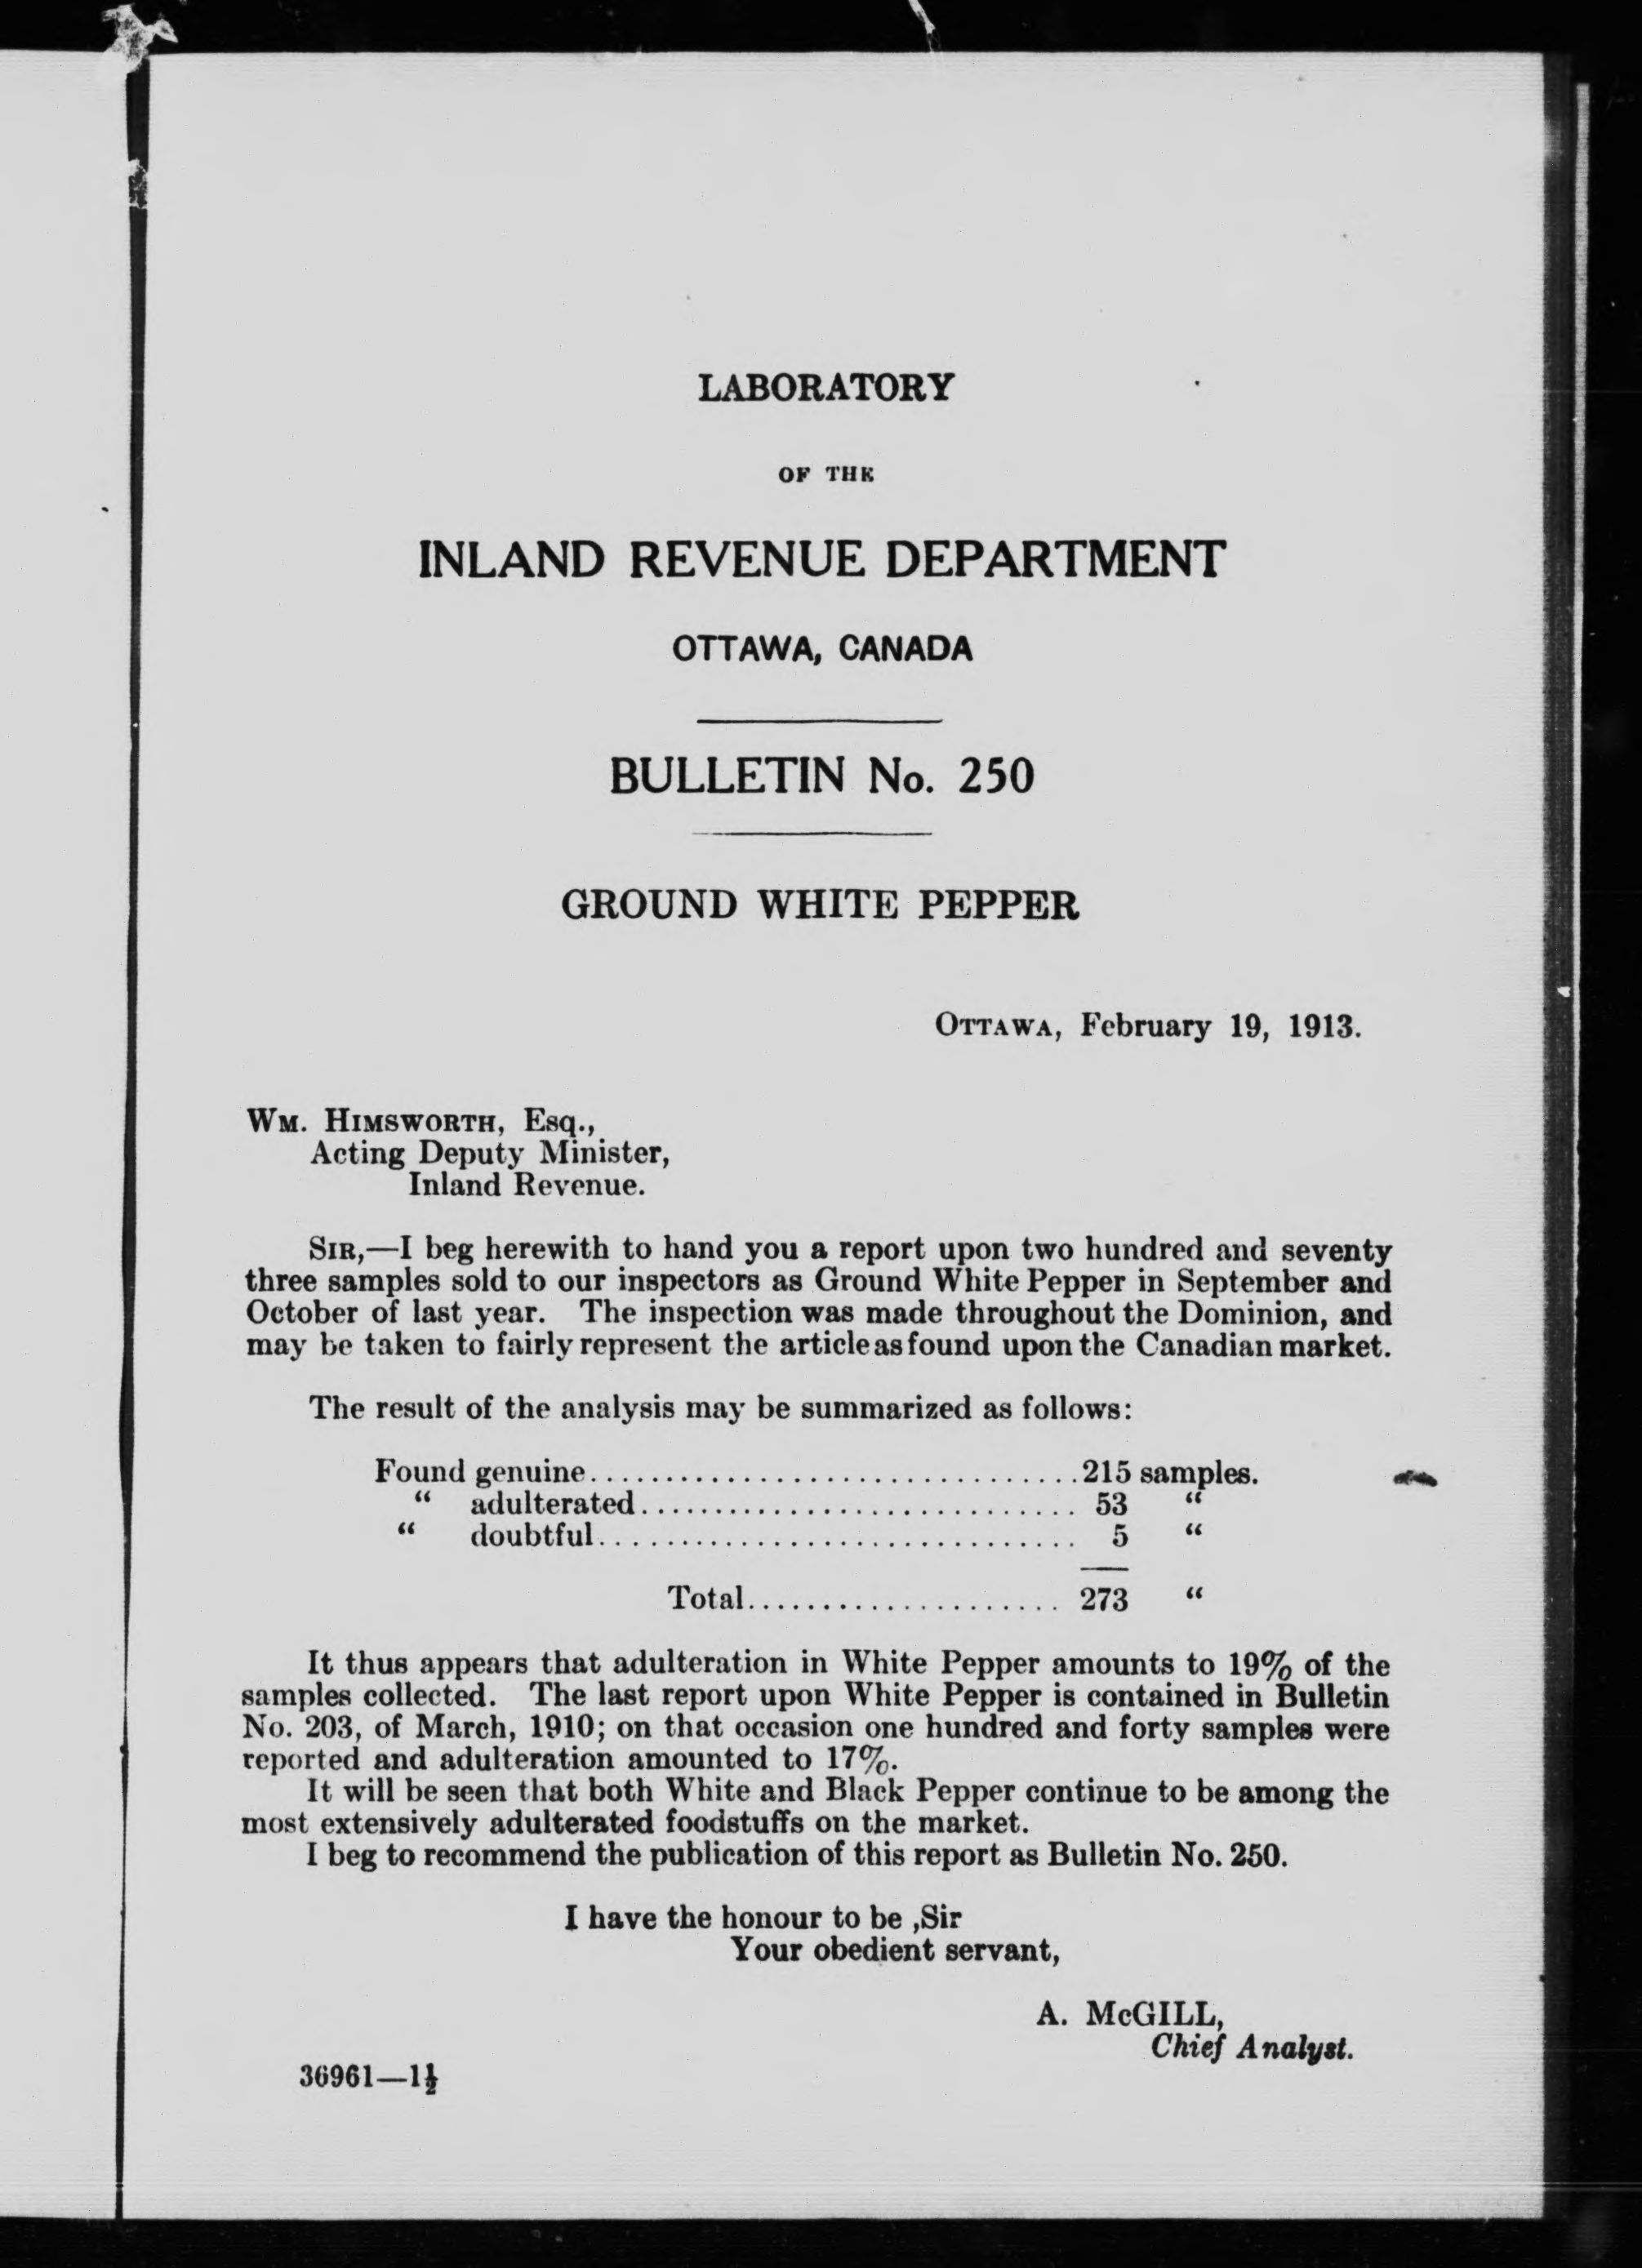 LABORATORY
OF THE
INLAND REVENUE DEPARTMENT
OTTAWA, CANADA
BULLETIN No. 250
GROUND WHITE PEPPER
OTTAWA, February 19, 1913.
WM. HIMSWORTH, Esq.,
Acting Deputy Minister,
Inland Revenue.
SIR,—I beg herewith to hand you a report upon two hundred and seventy
three samples sold to our inspectors as Ground White Pepper in September and
October of last year. The inspection was made throughout the Dominion, and
may be taken to fairly represent the article as found upon the Canadian market.
The result of the analysis may be summarized as follows:
Found genuine................................215 samples.
“ adulterated............................. 53 “
“ doubtful................................ 5 “
Total..................... 273 “
It thus appears that adulteration in White Pepper amounts to 19% of the
samples collected. The last report upon White Pepper is contained in Bulletin
No. 203, of March, 1910; on that occasion one hundred and forty samples were
reported and adulteration amounted to 17%.
It will be seen that both White and Black Pepper continue to be among the
most extensively adulterated foodstuffs on the market.
I beg to recommend the publication of this report as Bulletin No. 250.
I have the honour to be ,Sir
Your obedient servant,
A. McGILL,
Chief Analyst.
36961—1½